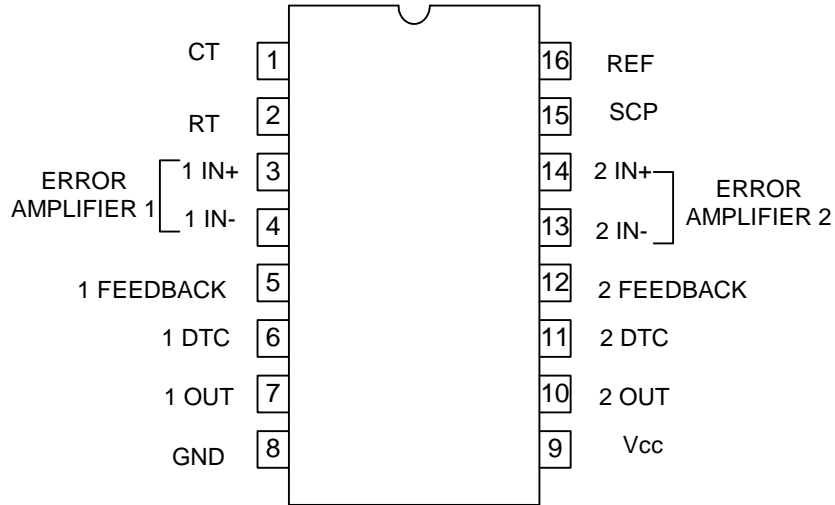 CT 1 16 REF
RT 2 15 SCP
ERROR AMPLIFIER 1 1 IN+ 3 14 2 IN+ ERROR AMPLIFIER 2
1 IN- 4 13 2 IN-
1 FEEDBACK 5 12 2 FEEDBACK
1 DTC 6 11 2 DTC
1 OUT 7 10 2 OUT
GND 8 9 Vcc